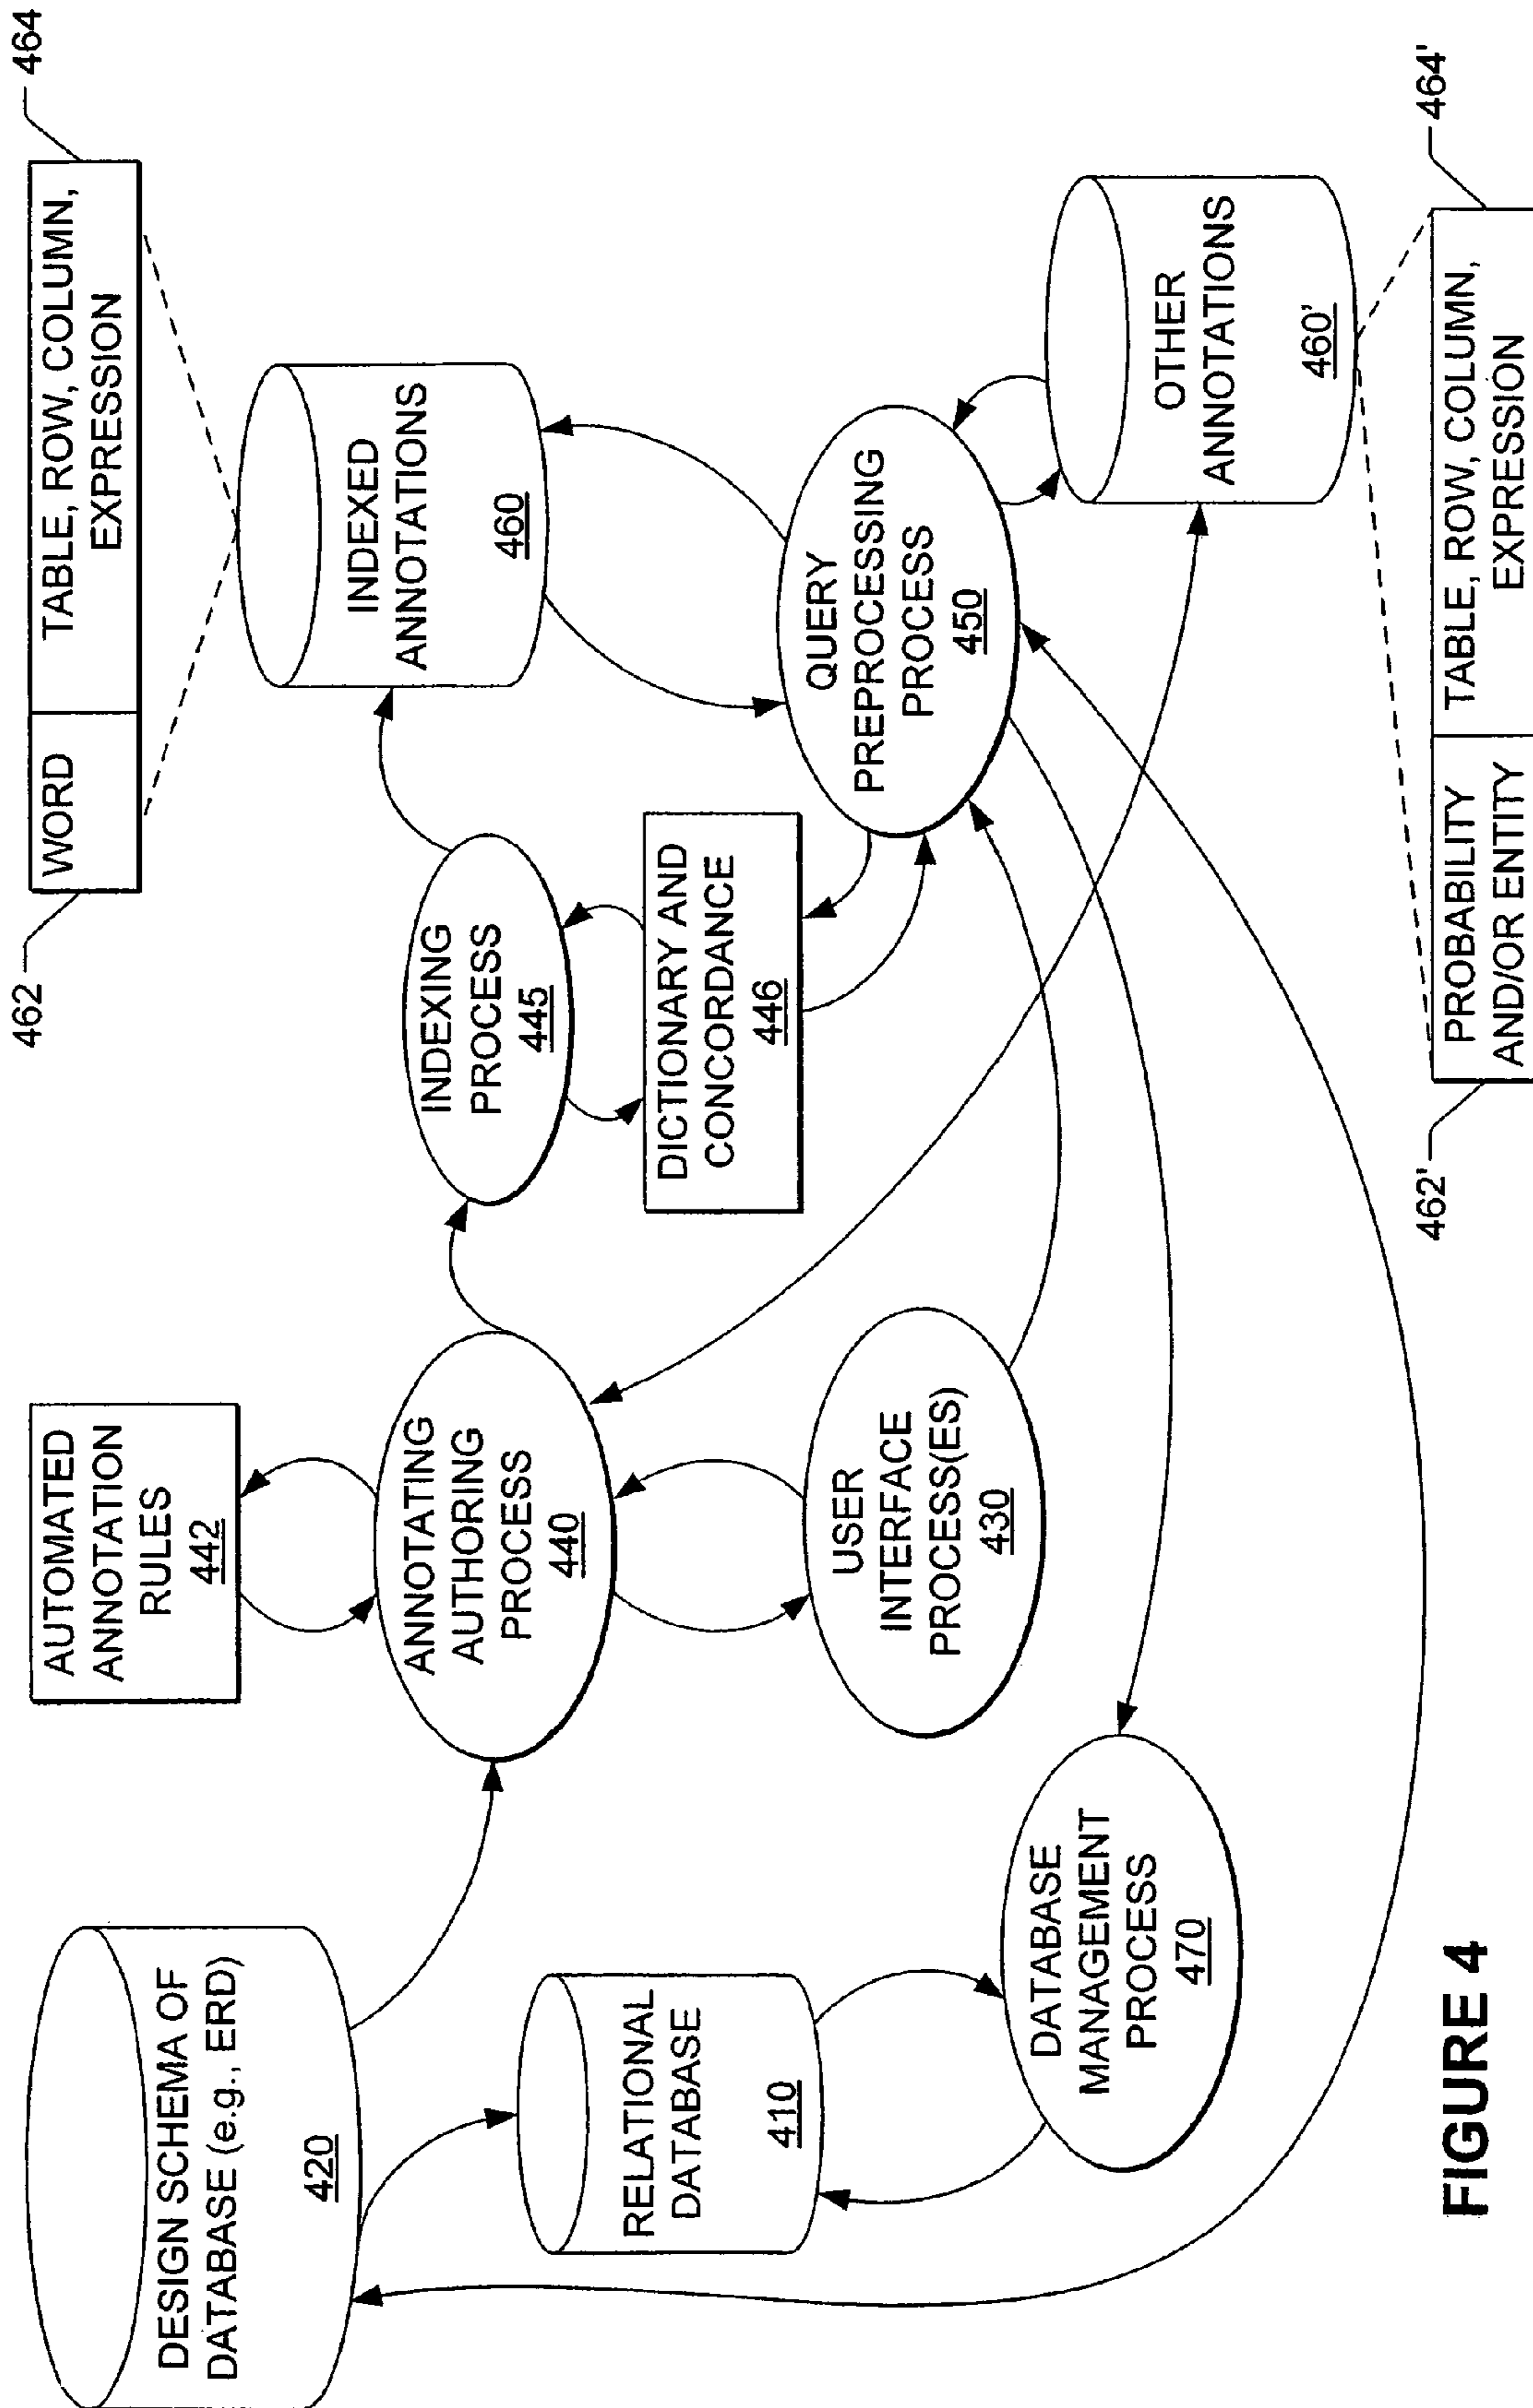 DESIGN SCHEMA OF
DATABASE (e.g., ERD)
420
AUTOMATED
ANNOTATION
RULES
442
462
464
WORD
TABLE, ROW, COLUMN,
EXPRESSION
RELATIONAL
DATABASE
410
ANNOTATING
AUTHORING
PROCESS
440
INDEXING
PROCESS
445
INDEXED
ANNOTATIONS
460
DICTIONARY AND
CONCORDANCE
446
USER
INTERFACE
PROCESS(ES)
430
QUERY
PREPROCESSING
PROCESS
450
DATABASE
MANAGEMENT
PROCESS
470
OTHER
ANNOTATIONS
460'
462'
464'
PROBABILITY
AND/OR ENTITY
TABLE, ROW, COLUMN,
EXPRESSION
FIGURE 4